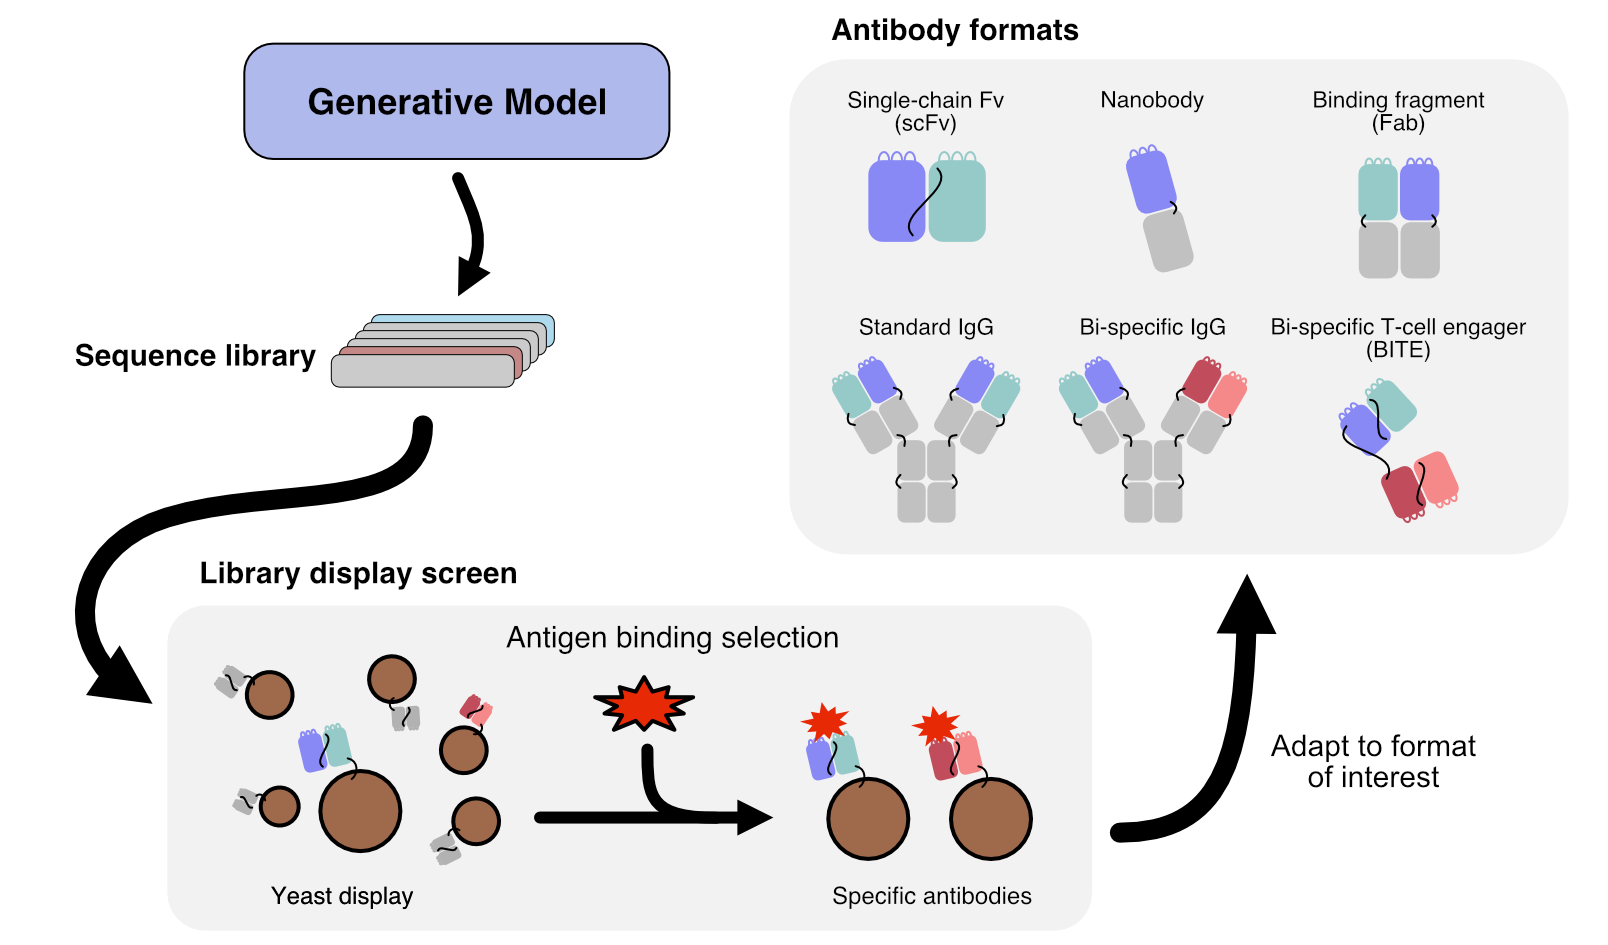 Generative Model
Sequence library
Library display screen
Antigen binding selection
Yeast display
Specific antibodies
Adapt to format
of interest
Antibody formats
Single-chain Fv
(scFv)
Nanobody
Binding fragment
(Fab)
Standard IgG
Bi-specific IgG
Bi-specific T-cell engager
(BITE)